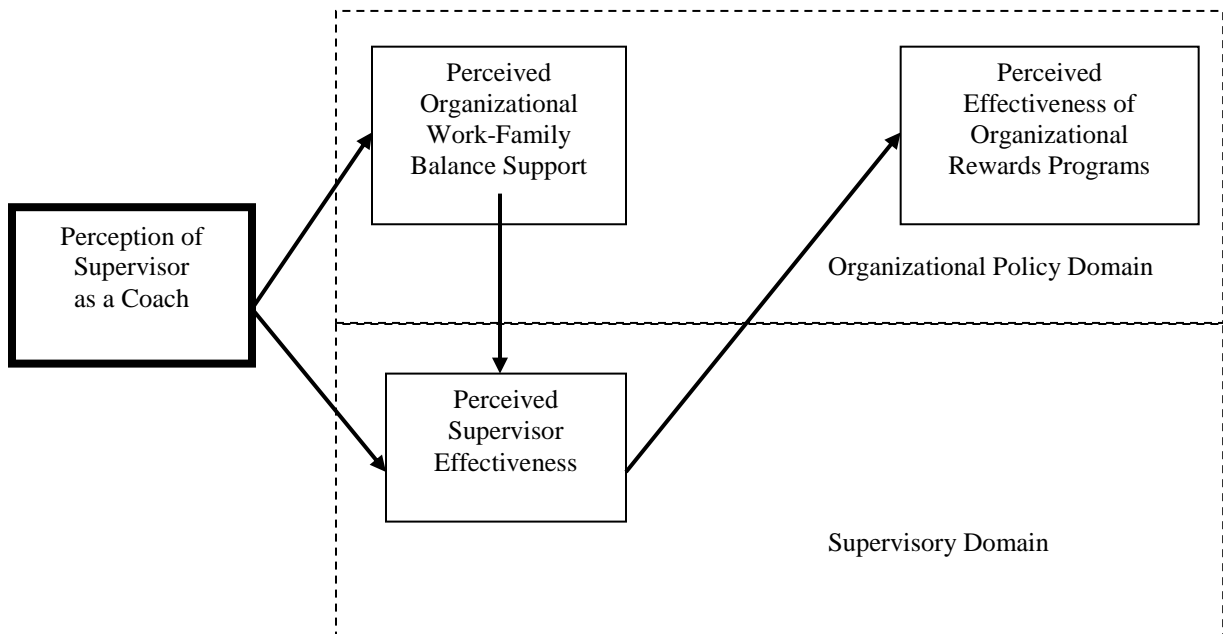 Perceived
Organizational
Work-Family
Balance Support
Perceived
Effectiveness of
Organizational
Rewards Programs
Perception of
Supervisor
as a Coach
Organizational Policy Domain
Perceived
Supervisor
Effectiveness
Supervisory Domain